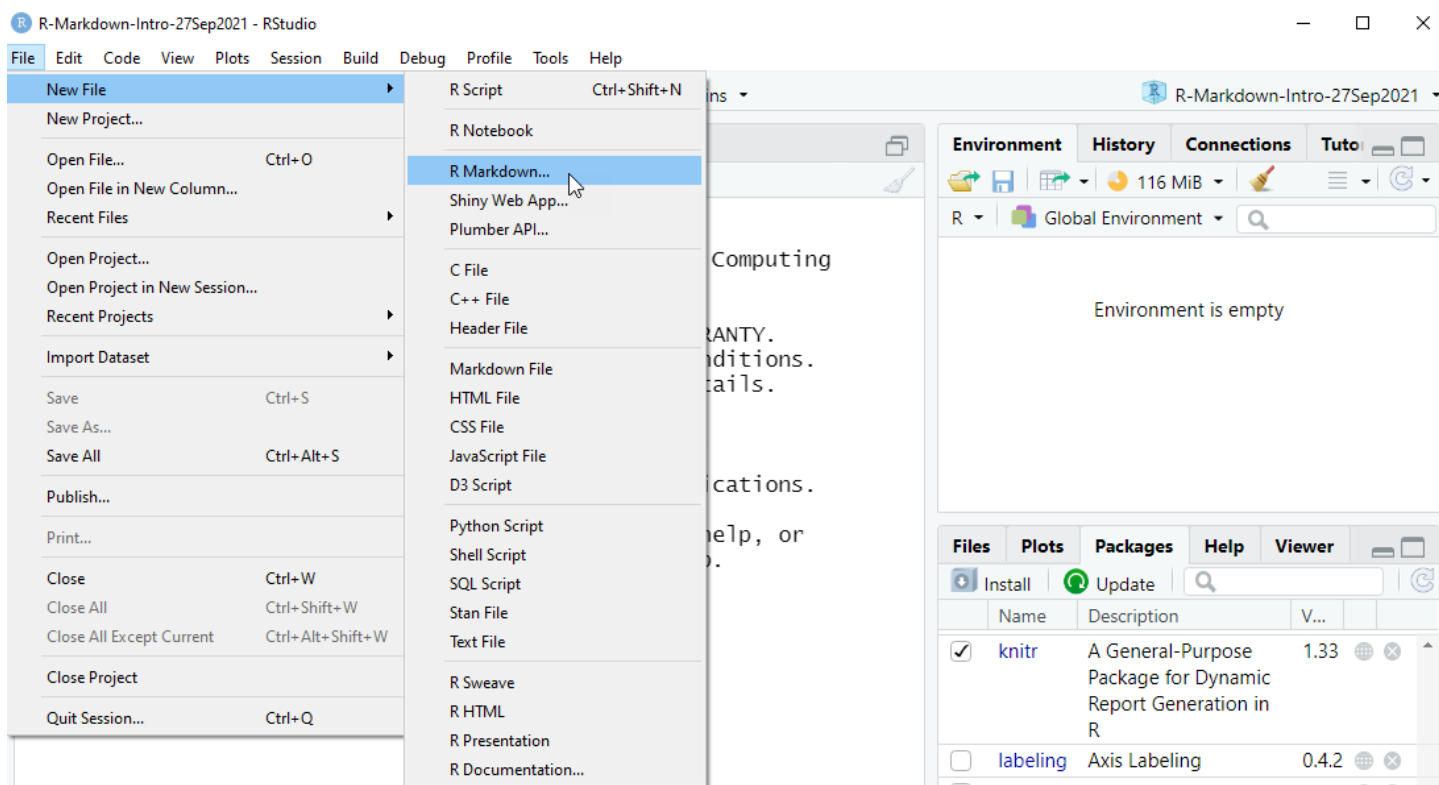 R-Markdown-Intro-27Sep2021 - RStudio
File Edit Code View Plots Session Build Debug Profile Tools Help
New File
New Project...
Open File... Ctrl+O
Open File in New Column...
Recent Files
Open Project...
Open Project in New Session...
Recent Projects
Import Dataset
Save Ctrl+S
Save As...
Save All Ctrl+Alt+S
Publish...
Print...
Close Ctrl+W
Close All Ctrl+Shift+W
Close All Except Current Ctrl+Alt+Shift+W
Close Project
Quit Session... Ctrl+Q
R Script Ctrl+Shift+N
R Notebook
R Markdown...
Shiny Web App...
Plumber API...
C File
C++ File
Header File
Markdown File
HTML File
CSS File
JavaScript File
D3 Script
Python Script
Shell Script
SQL Script
Stan File
Text File
R Sweave
R HTML
R Presentation
R Documentation...
ins
Computing
RANTY.
nditions.
tails.
ications.
help, or
R-Markdown-Intro-27Sep2021
Environment History Connections Tuto
116 MiB
R Global Environment
Environment is empty
Files Plots Packages Help Viewer
Install Update
Name Description V...
knitr A General-Purpose 1.33
Package for Dynamic
Report Generation in
R
labeling Axis Labeling 0.4.2